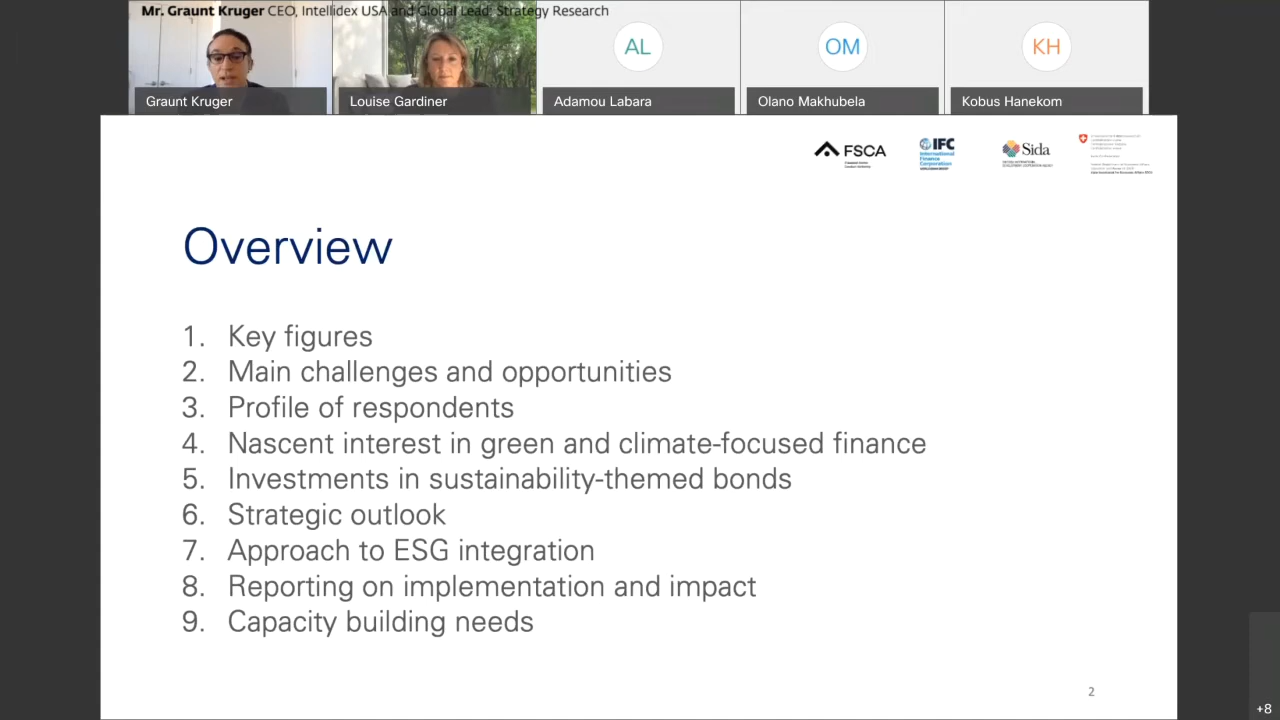 Mr. Graunt Kruger CEO, Intellidex USA and Global Lead: Strategy Research
AL
OM
KH
Graunt Kruger
Louise Gardiner
Adamou Labara
Olano Makhubela
Kobus Hanekom
FSCA
IFC
International
Finance
Corporation
Sida
Overview
1. Key figures
2. Main challenges and opportunities
3. Profile of respondents
4. Nascent interest in green and climate-focused finance
5. Investments in sustainability-themed bonds
6. Strategic outlook
7. Approach to ESG integration
8. Reporting on implementation and impact
9. Capacity building needs
2
+8